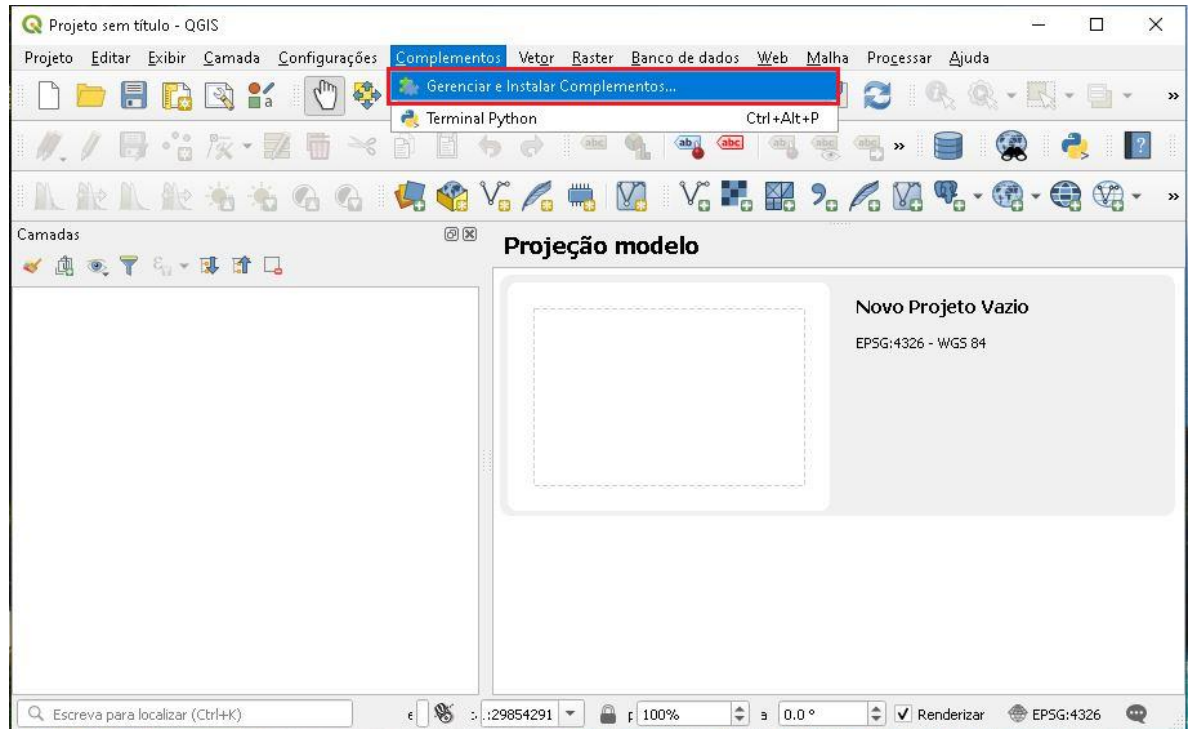 Projeto sem título - QGIS
Projeto Editar Exibir Camada Configurações Complementos Vetor Raster Banco de dados Web Malha Processar Ajuda
Gerenciar e Instalar Complementos...
Terminal Python Ctrl+Alt+P
Camadas
Projeção modelo
Novo Projeto Vazio
EPSG:4326 - WGS 84
Escreva para localizar (Ctrl+K)
:29854291
100%
0.0 °
Renderizar
EPSG:4326